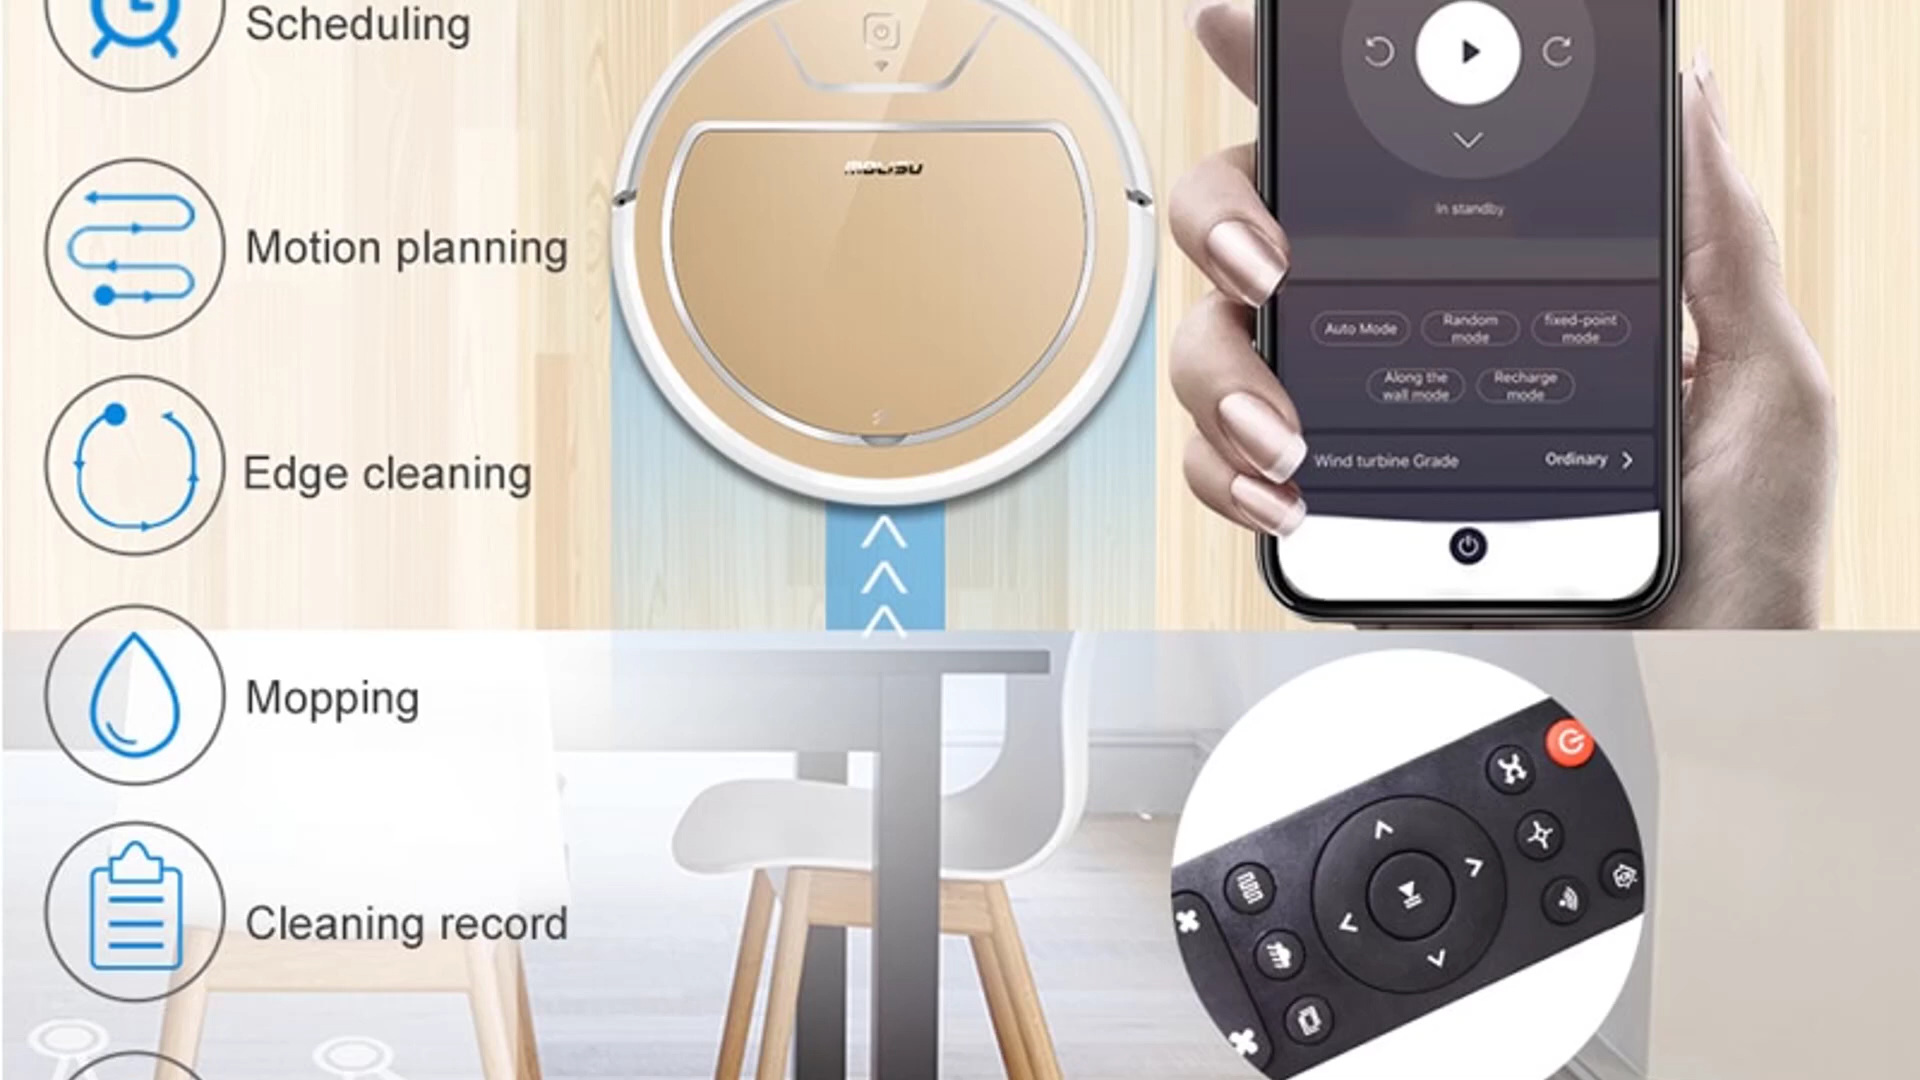 Scheduling
Motion planning
Edge cleaning
Mopping
Cleaning record
MOLISU
In standby
Auto Mode
Random
mode
fixed-point
mode
Along the
wall mode
Recharge
mode
Wind turbine Grade
Ordinary